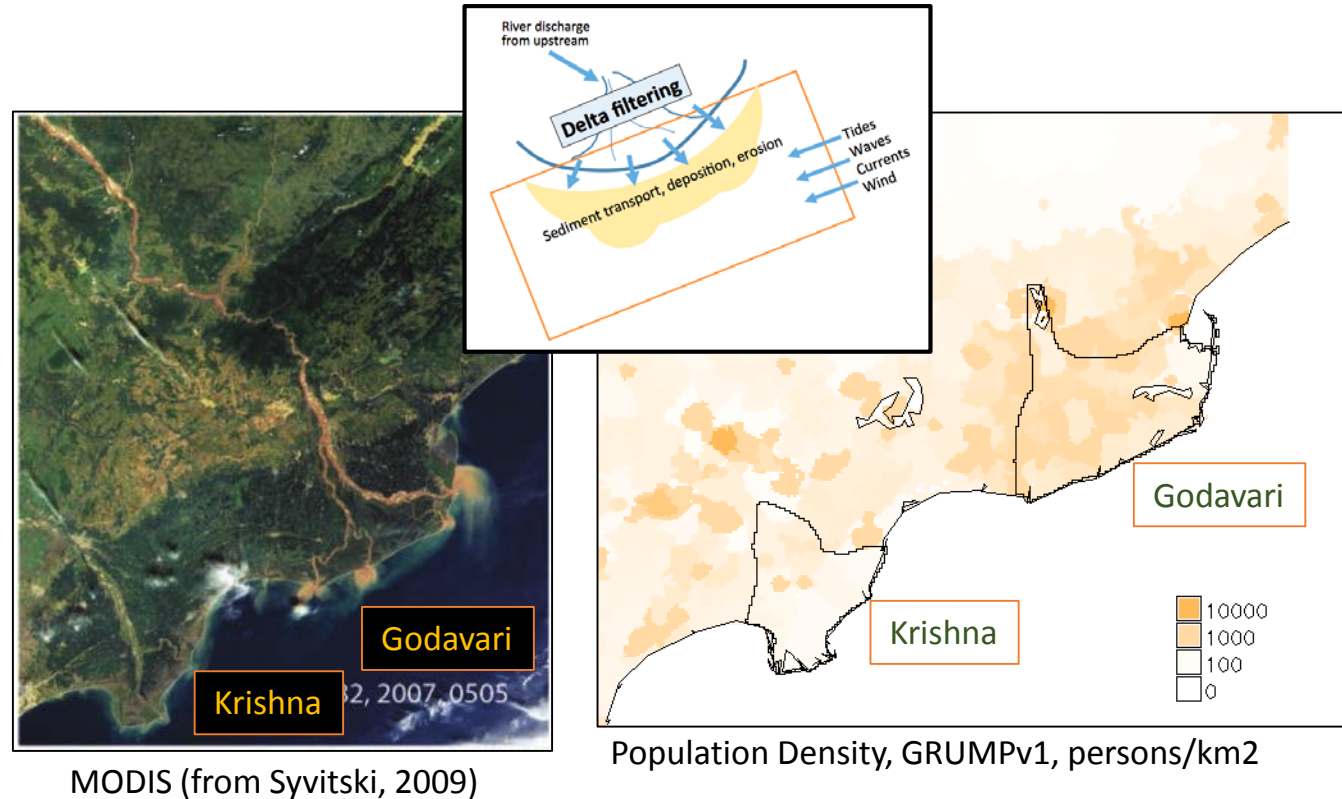 River discharge
from upstream
Delta filtering
Sediment transport, deposition, erosion
Tides
Waves
Currents
Wind
Godavari
Krishna
32, 2007, 0505
MODIS (from Syvitski, 2009)
Godavari
Krishna
10000
1000
100
0
Population Density, GRUMPv1, persons/km2